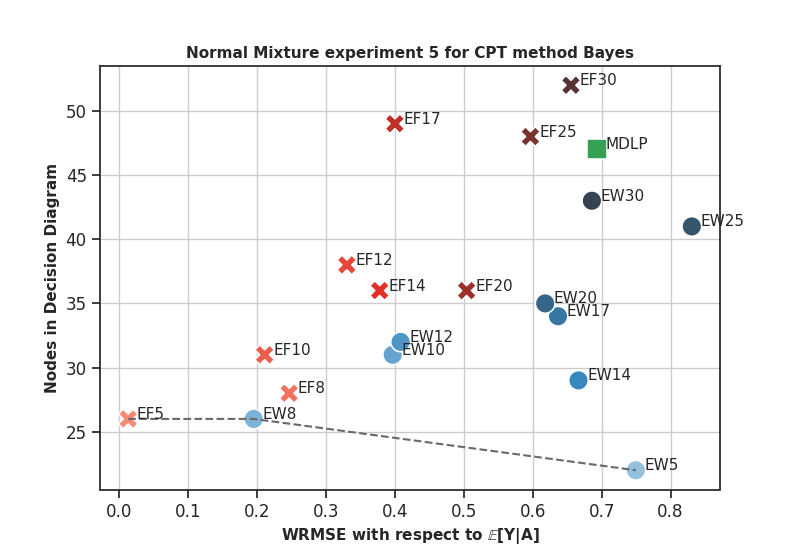 Normal Mixture experiment 5 for CPT method Bayes
Nodes in Decision Diagram
50
45
40
35
30
25
EF30
EF17
EF25
MDLP
EW30
EW25
EF12
EF14
EF20
EW20
EW17
EW12
EW10
EF10
EF8
EW14
EF5
EW8
EW5
0.0 0.1 0.2 0.3 0.4 0.5 0.6 0.7 0.8
WRMSE with respect to 𝔼[Y|A]